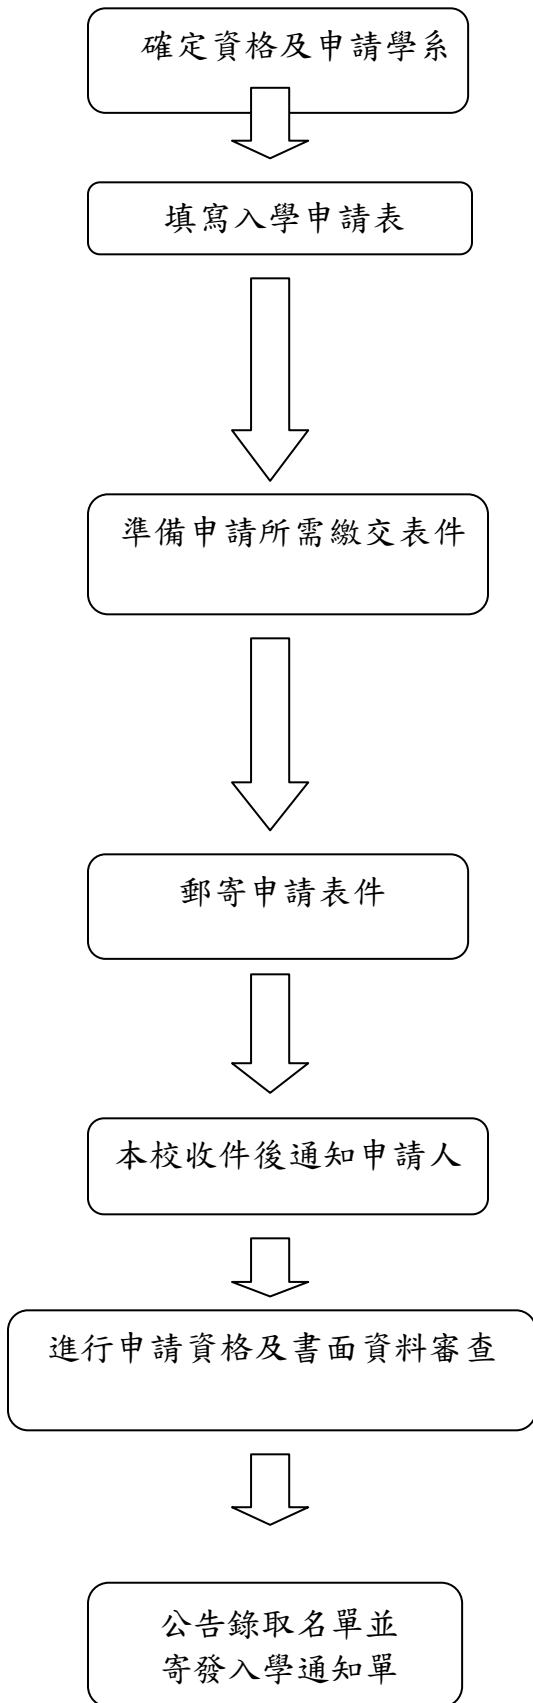 確定資格及申請學系
填寫入學申請表
準備申請所需繳交表件
郵寄申請表件
本校收件後通知申請人
進行申請資格及書面資料審查
公告錄取名單並
寄發入學通知單